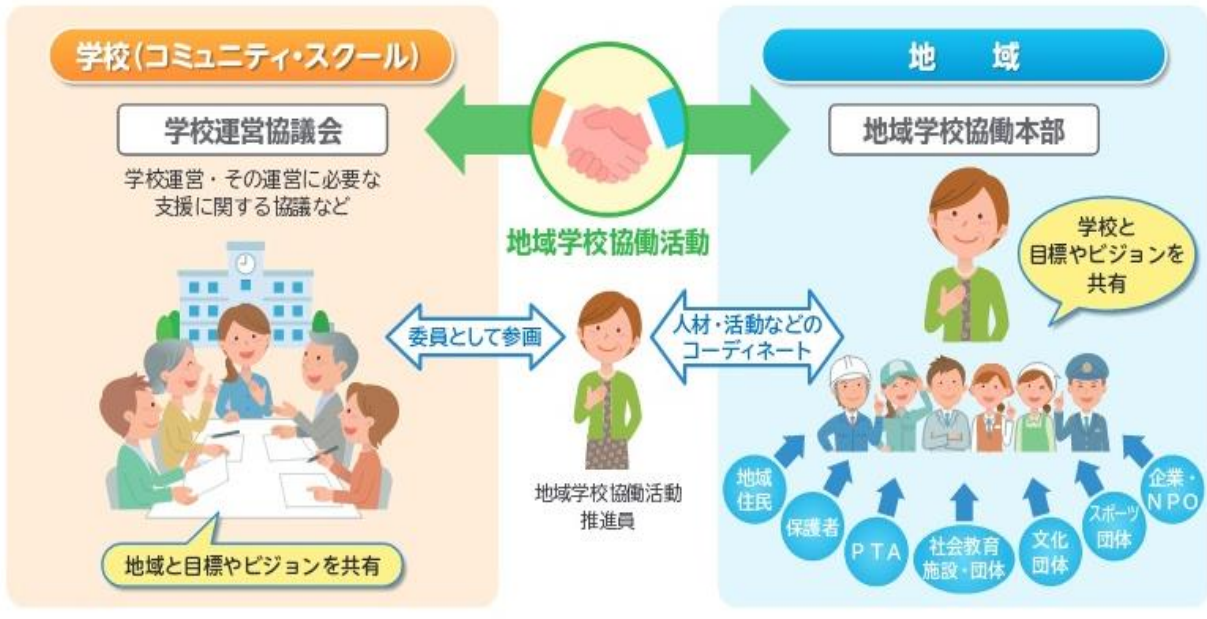 学校(コミュニティ・スクール)
学校運営協議会
学校運営・その運営に必要な
支援に関する協議など
地域と目標やビジョンを共有
地域学校協働活動
委員として参画
人材・活動などの
コーディネート
地域学校協働活動
推進員
地 域
地域学校協働本部
学校と
目標やビジョンを
共有
地域
住民
保護者
PTA
社会教育
施設・団体
文化
団体
スポーツ
団体
企業・
NPO